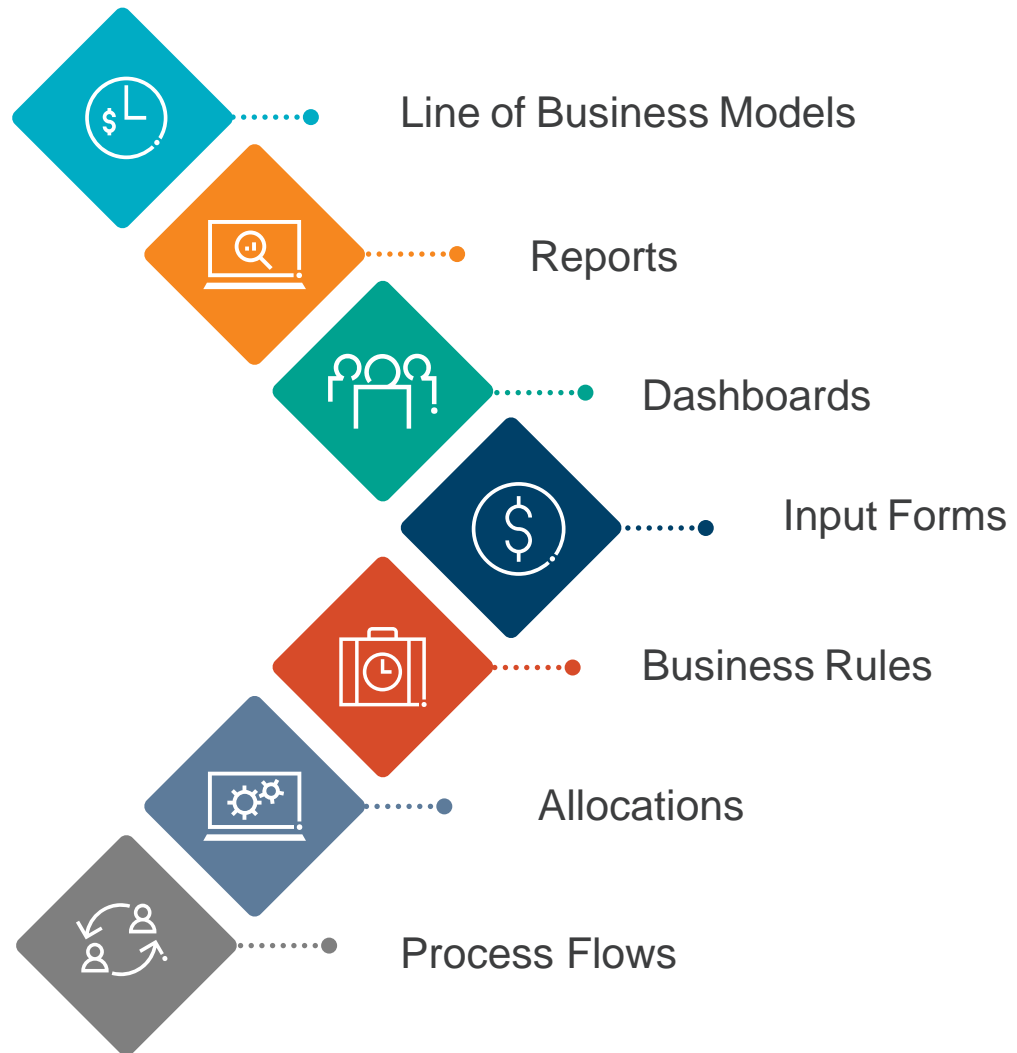 Line of Business Models
Reports
Dashboards
Input Forms
Business Rules
Allocations
Process Flows